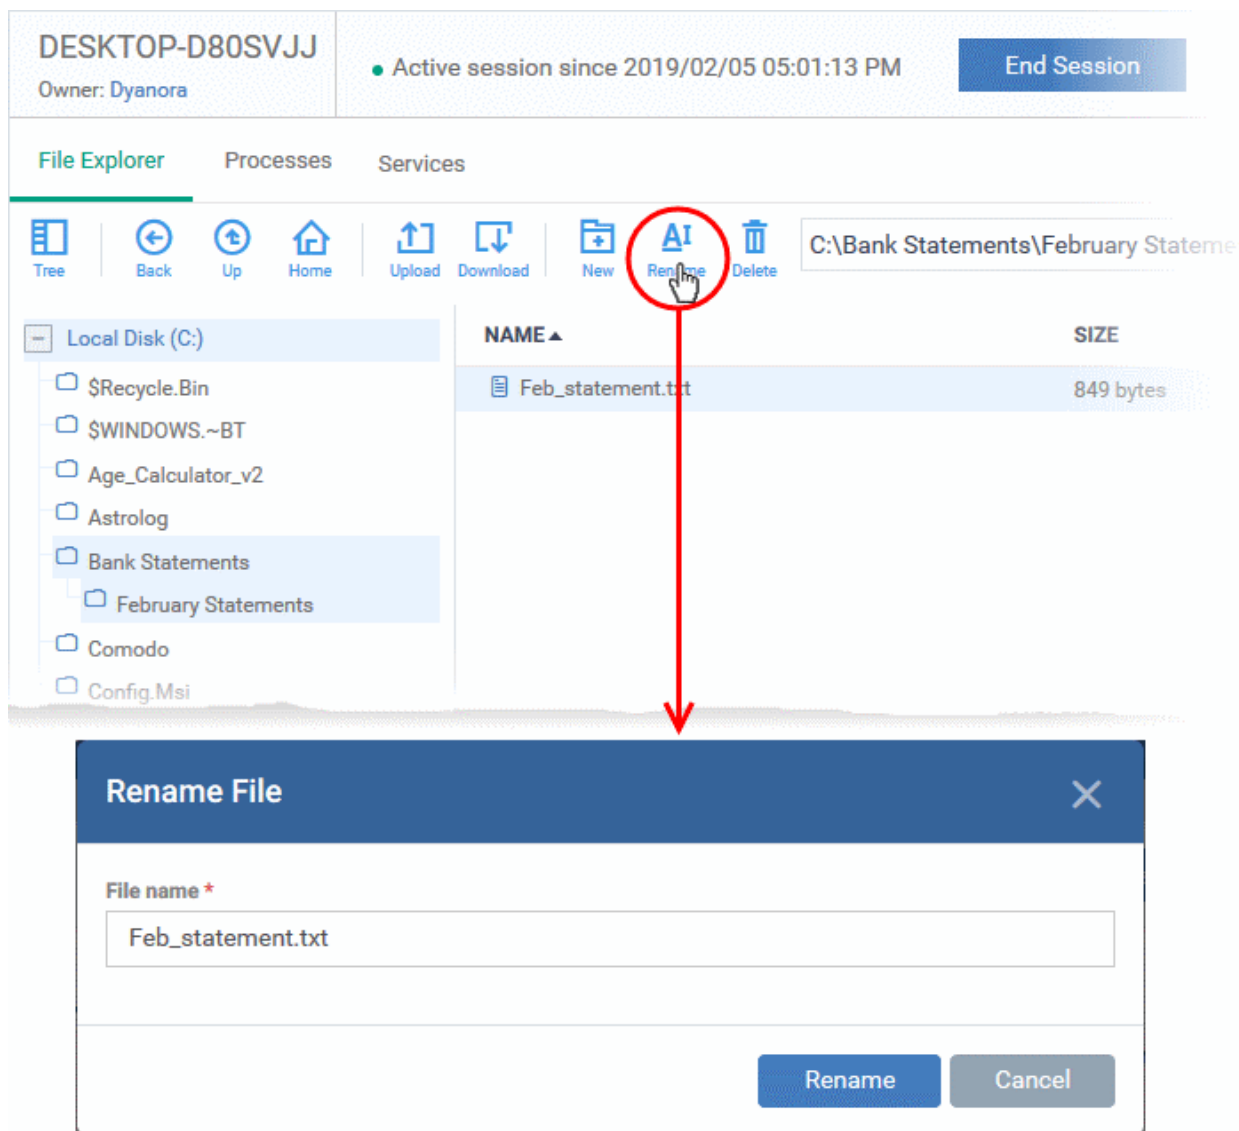 DESKTOP-D80SVJJ
Owner: Dyanora
Active session since 2019/02/05 05:01:13 PM
End Session
File Explorer
Processes
Services
Tree
Back
Up
Home
Upload
Download
New
Rename
Delete
C:\Bank Statements\February Stateme
Local Disk (C:)
$Recycle.Bin
$WINDOWS.~BT
Age_Calculator_v2
Astrolog
Bank Statements
February Statements
Comodo
Config.Msi
NAME
SIZE
Feb_statement.txt
849 bytes
Rename File
File name *
Feb_statement.txt
Rename
Cancel